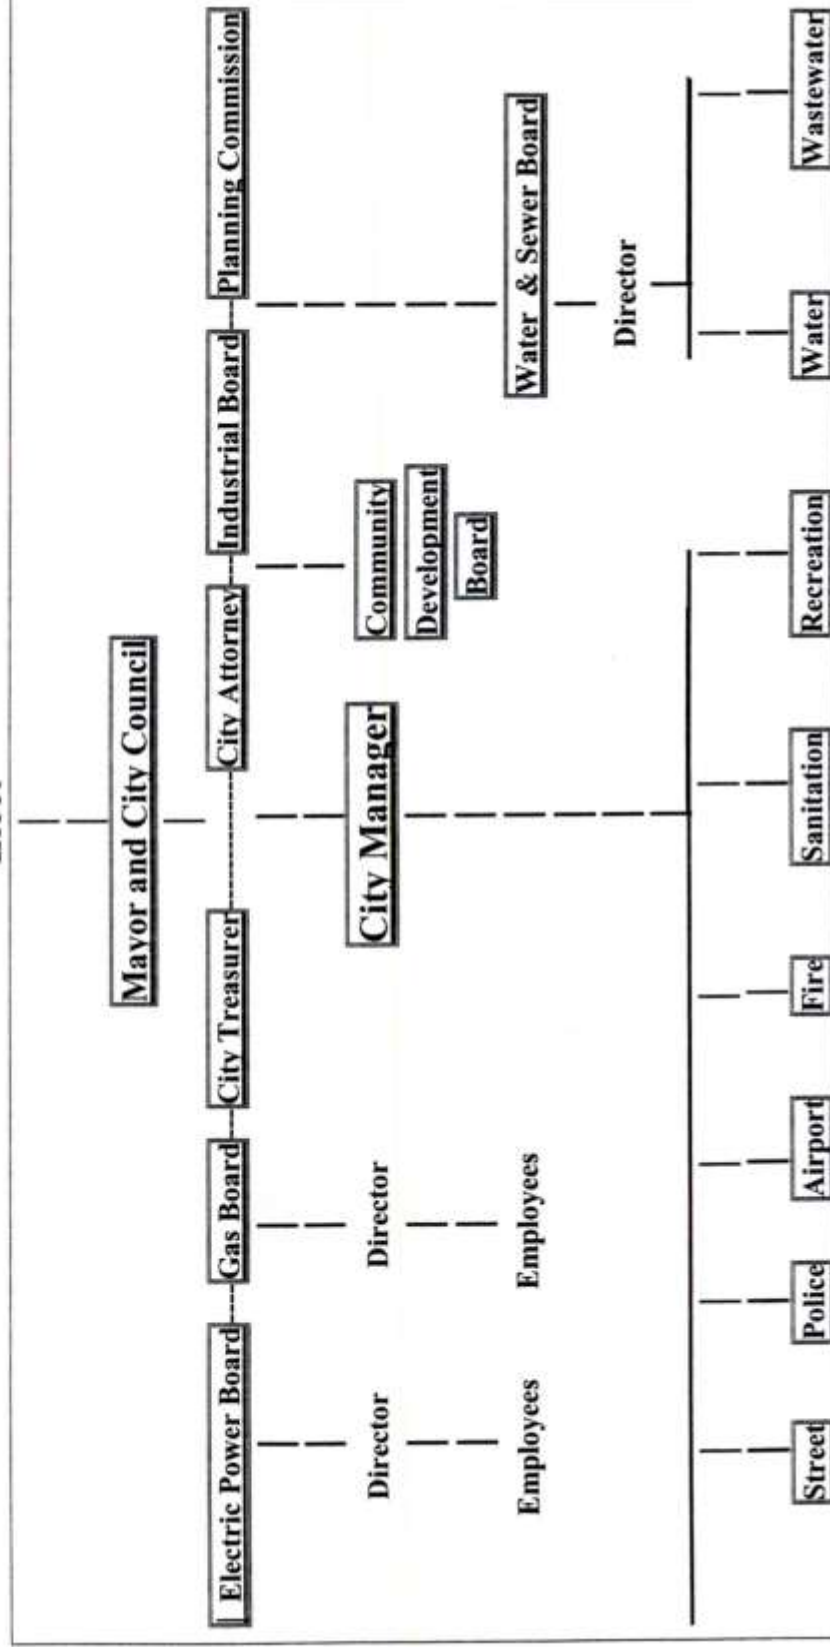 Mayor and City Council
Electric Power Board Gas Board City Treasurer City Attorney Industrial Board Planning Commission
Director Director City Manager Community
Development
Board
Employees Employees Water & Sewer Board
Director
Street Police Airport Fire Sanitation Recreation Water Wastewater